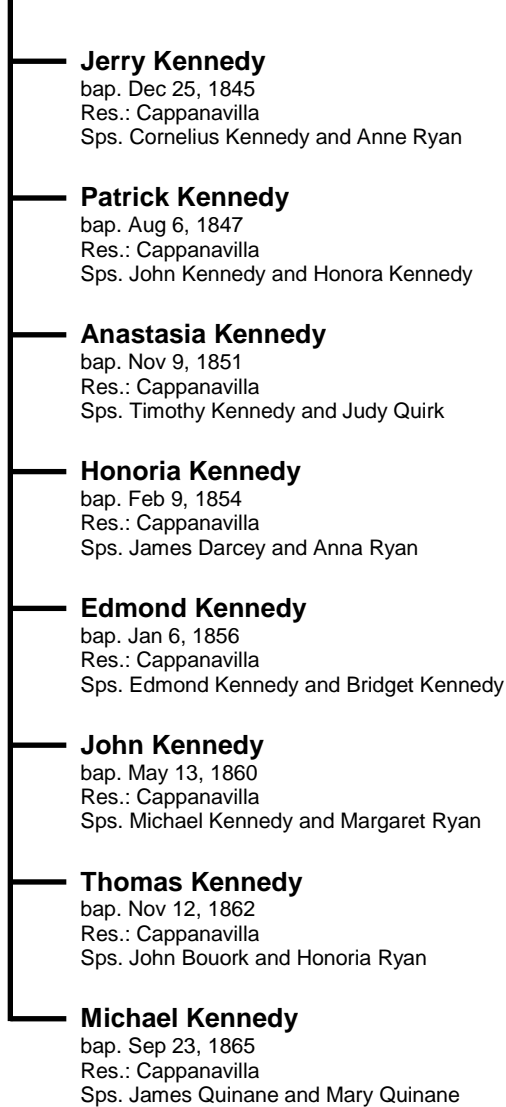 Jerry Kennedy
bap. Dec 25, 1845
Res.: Cappanavilla
Sps. Cornelius Kennedy and Anne Ryan
Patrick Kennedy
bap. Aug 6, 1847
Res.: Cappanavilla
Sps. John Kennedy and Honora Kennedy
Anastasia Kennedy
bap. Nov 9, 1851
Res.: Cappanavilla
Sps. Timothy Kennedy and Judy Quirk
Honoria Kennedy
bap. Feb 9, 1854
Res.: Cappanavilla
Sps. James Darcey and Anna Ryan
Edmond Kennedy
bap. Jan 6, 1856
Res.: Cappanavilla
Sps. Edmond Kennedy and Bridget Kennedy
John Kennedy
bap. May 13, 1860
Res.: Cappanavilla
Sps. Michael Kennedy and Margaret Ryan
Thomas Kennedy
bap. Nov 12, 1862
Res.: Cappanavilla
Sps. John Bouork and Honoria Ryan
Michael Kennedy
bap. Sep 23, 1865
Res.: Cappanavilla
Sps. James Quinane and Mary Quinane